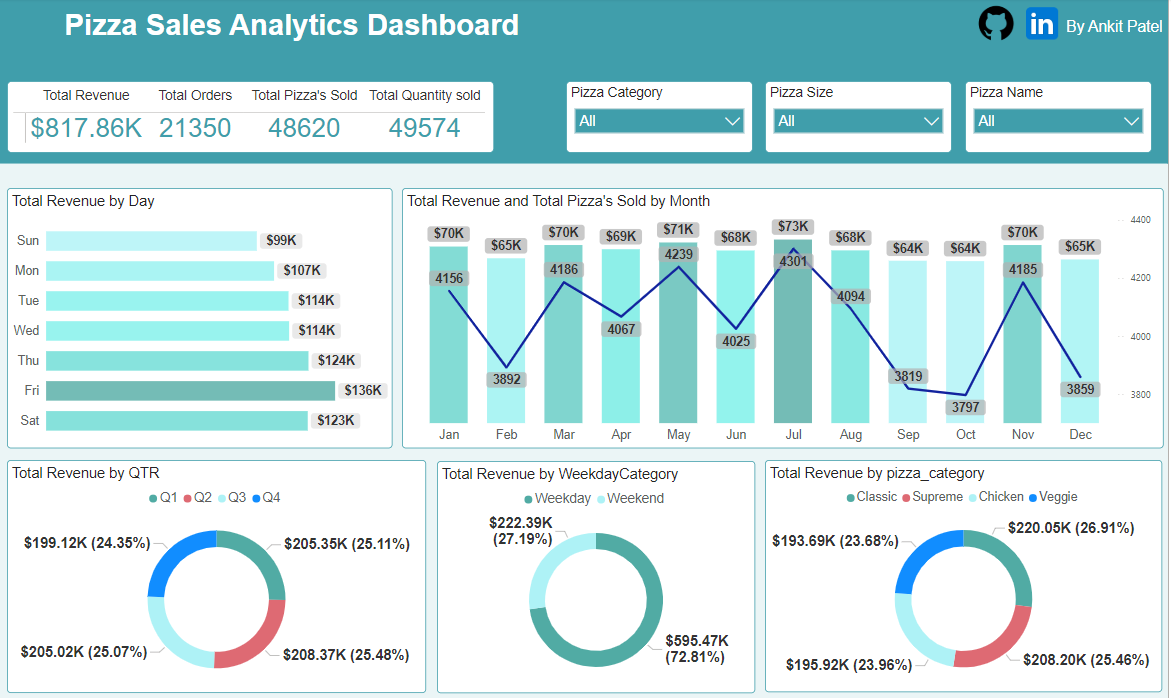 Pizza Sales Analytics Dashboard
in By Ankit Patel
Total Revenue Total Orders Total Pizza's Sold Total Quantity sold
$817.86K 21350 48620 49574
Pizza Category
All
Pizza Size
All
Pizza Name
All
Total Revenue by Day
Sun $99K
Mon $107K
Tue $114K
Wed $114K
Thu $124K
Fri $136K
Sat $123K
Total Revenue and Total Pizza's Sold by Month
$70K $65K $70K $69K $71K $68K $73K $68K $64K $64K $70K $65K
4156 3892 4186 4067 4239 4025 4301 4094 3819 3797 4185 3859
4400
4200
4000
3800
Jan Feb Mar Apr May Jun Jul Aug Sep Oct Nov Dec
Total Revenue by QTR
Q1 Q2 Q3 Q4
$199.12K (24.35%)
$205.35K (25.11%)
$205.02K (25.07%)
$208.37K (25.48%)
Total Revenue by WeekdayCategory
Weekday Weekend
$222.39K
(27.19%)
$595.47K
(72.81%)
Total Revenue by pizza_category
Classic Supreme Chicken Veggie
$220.05K (26.91%)
$193.69K (23.68%)
$195.92K (23.96%)
$208.20K (25.46%)